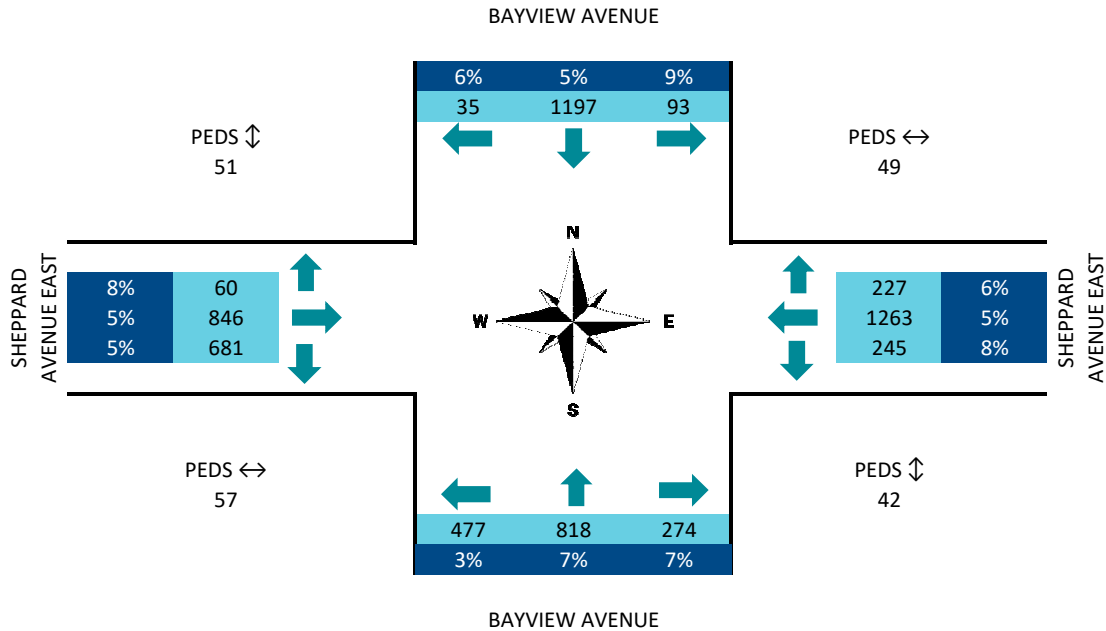 BAYVIEW AVENUE
6% 5% 9%
35 1197 93
PEDS ↕
51
PEDS ↔
49
SHEPPARD
AVENUE EAST
8% 60
5% 846
5% 681
N
W E
S
227 6%
1263 5%
245 8%
SHEPPARD
AVENUE EAST
PEDS ↔
57
PEDS ↕
42
477 818 274
3% 7% 7%
BAYVIEW AVENUE